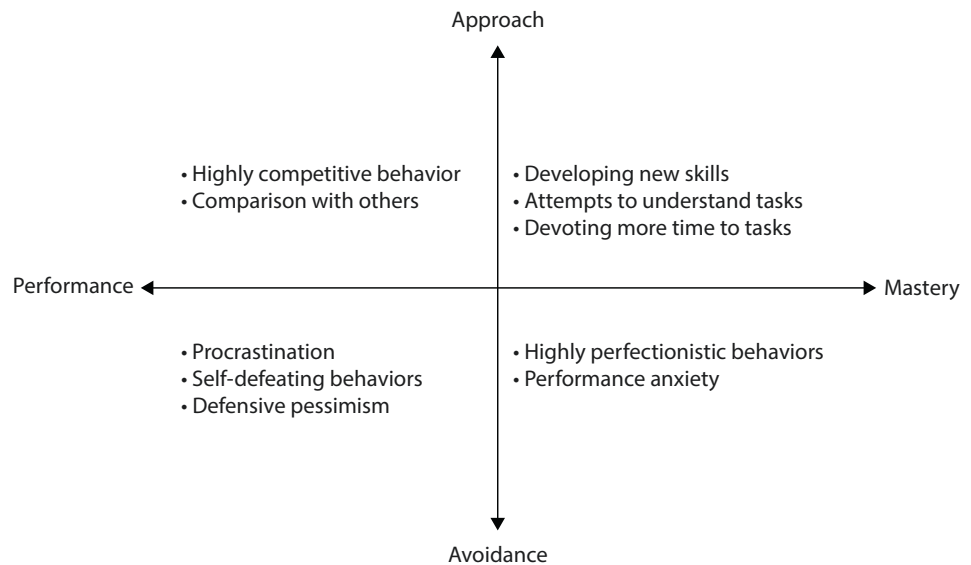 Approach
• Highly competitive behavior
• Comparison with others
• Developing new skills
• Attempts to understand tasks
• Devoting more time to tasks
Performance
Mastery
• Procrastination
• Self-defeating behaviors
• Defensive pessimism
• Highly perfectionistic behaviors
• Performance anxiety
Avoidance